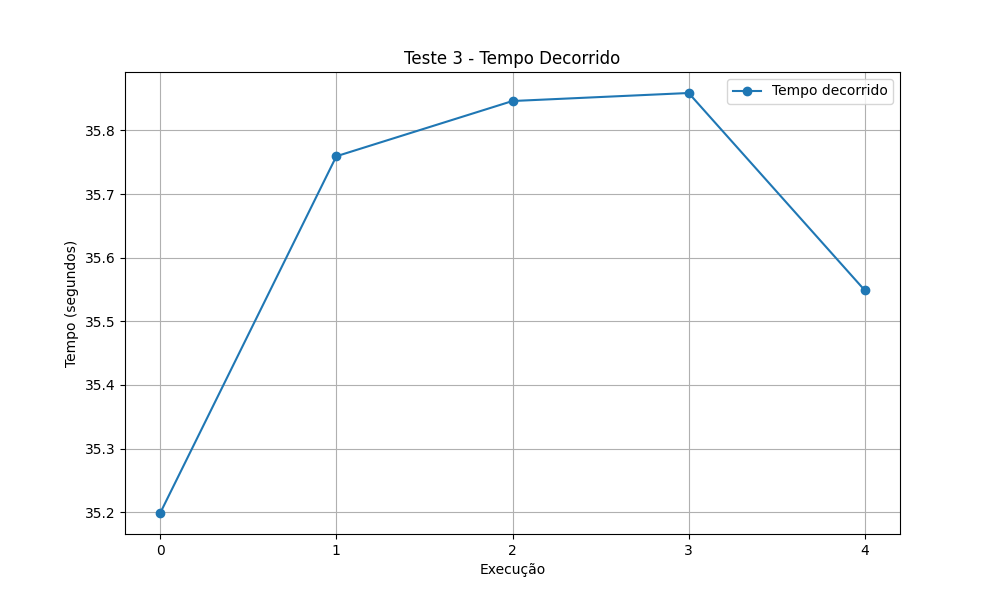 Teste 3 - Tempo Decorrido
Tempo decorrido
35.8
35.7
35.6
35.5
35.4
35.3
35.2
Tempo (segundos)
0 1 2 3 4
Execução